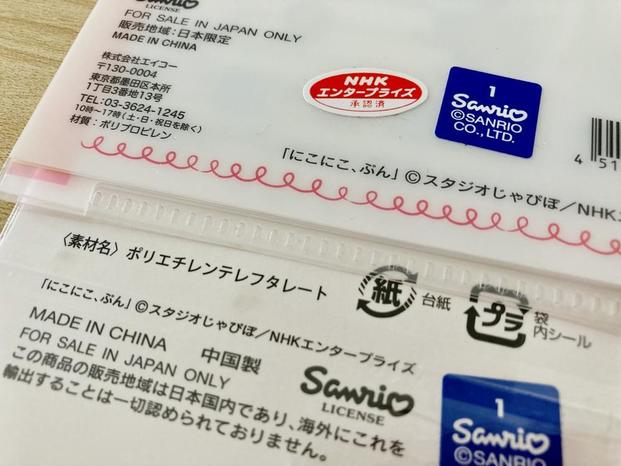 Sanrio
LICENSE
FOR SALE IN JAPAN ONLY
販売地域:日本限定
MADE IN CHINA
株式会社エイコー
〒130-0004
東京都墨田区本所
1丁目3番地13号
TEL:03-3624-1245
10時〜17時(土・日・祝日を除く)
材質:ポリプロピレン
NHK
エンタープライズ
承認済
1
Sanrio
©SANRIO
CO., LTD.
4 51
「にこにこ、ぷん」©スタジオじゃぴぽ/NHK
〈素材名〉ポリエチレンテレフタレート
紙
台紙
プラ
袋
内シール
「にこにこ、ぷん」©スタジオじゃぴぽ/NHKエンタープライズ
MADE IN CHINA 中国製
FOR SALE IN JAPAN ONLY
この商品の販売地域は日本国内であり、海外にこれを
輸出することは一切認められておりません。
Sanrio
LICENSE
1
Sanrio
©SANRIO